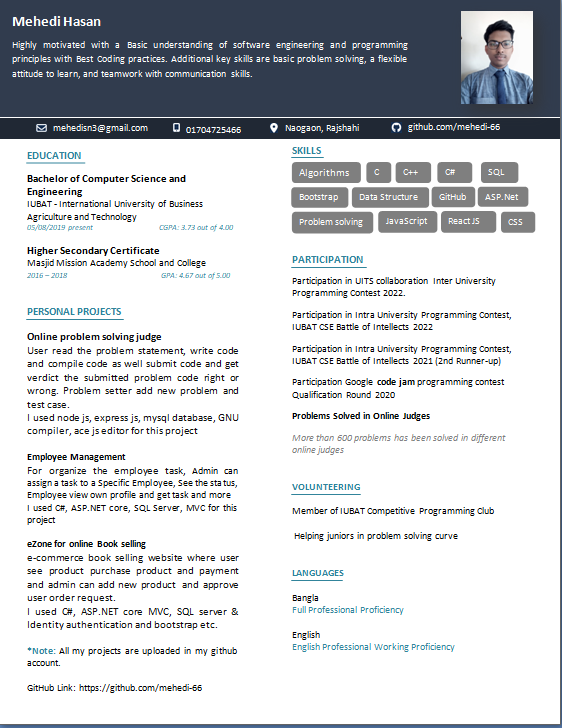 Mehedi Hasan
Highly motivated with a Basic understanding of software engineering and programming
principles with Best Coding practices. Additional key skills are basic problem solving, a flexible
attitude to learn, and teamwork with communication skills.
mehedisn3@gmail.com 01704725466 Naogaon, Rajshahi github.com/mehedi-66
EDUCATION
Bachelor of Computer Science and
Engineering
IUBAT - International University of Business
Agriculture and Technology
05/08/2019 present CGPA: 3.73 out of 4.00
Higher Secondary Certificate
Masjid Mission Academy School and College
2016 – 2018 GPA: 4.67 out of 5.00
PERSONAL PROJECTS
Online problem solving judge
User read the problem statement, write code
and compile code as well submit code and get
verdict the submitted problem code right or
wrong. Problem setter add new problem and
test case.
I used node js, express js, mysql database, GNU
compiler, ace js editor for this project
Employee Management
For organize the employee task, Admin can
assign a task to a Specific Employee, See the status,
Employee view own profile and get task and more
I used C#, ASP.NET core, SQL Server, MVC for this
project
eZone for online Book selling
e-commerce book selling website where user
see product purchase product and payment
and admin can add new product and approve
user order request.
I used C#, ASP.NET core MVC, SQL server &
Identity authentication and bootstrap etc.
*Note: All my projects are uploaded in my github
account.
GitHub Link: https://github.com/mehedi-66
SKILLS
Algorithms C C++ C# SQL
Bootstrap Data Structure GitHub ASP.Net
Problem solving JavaScript React JS CSS
PARTICIPATION
Participation in UITS collaboration Inter University
Programming Contest 2022.
Participation in Intra University Programming Contest,
IUBAT CSE Battle of Intellects 2022
Participation in Intra University Programming Contest,
IUBAT CSE Battle of Intellects 2021 (2nd Runner-up)
Participation Google code jam programming contest
Qualification Round 2020
Problems Solved in Online Judges
More than 600 problems has been solved in different
online judges
VOLUNTEERING
Member of IUBAT Competitive Programming Club
Helping juniors in problem solving curve
LANGUAGES
Bangla
Full Professional Proficiency
English
English Professional Working Proficiency